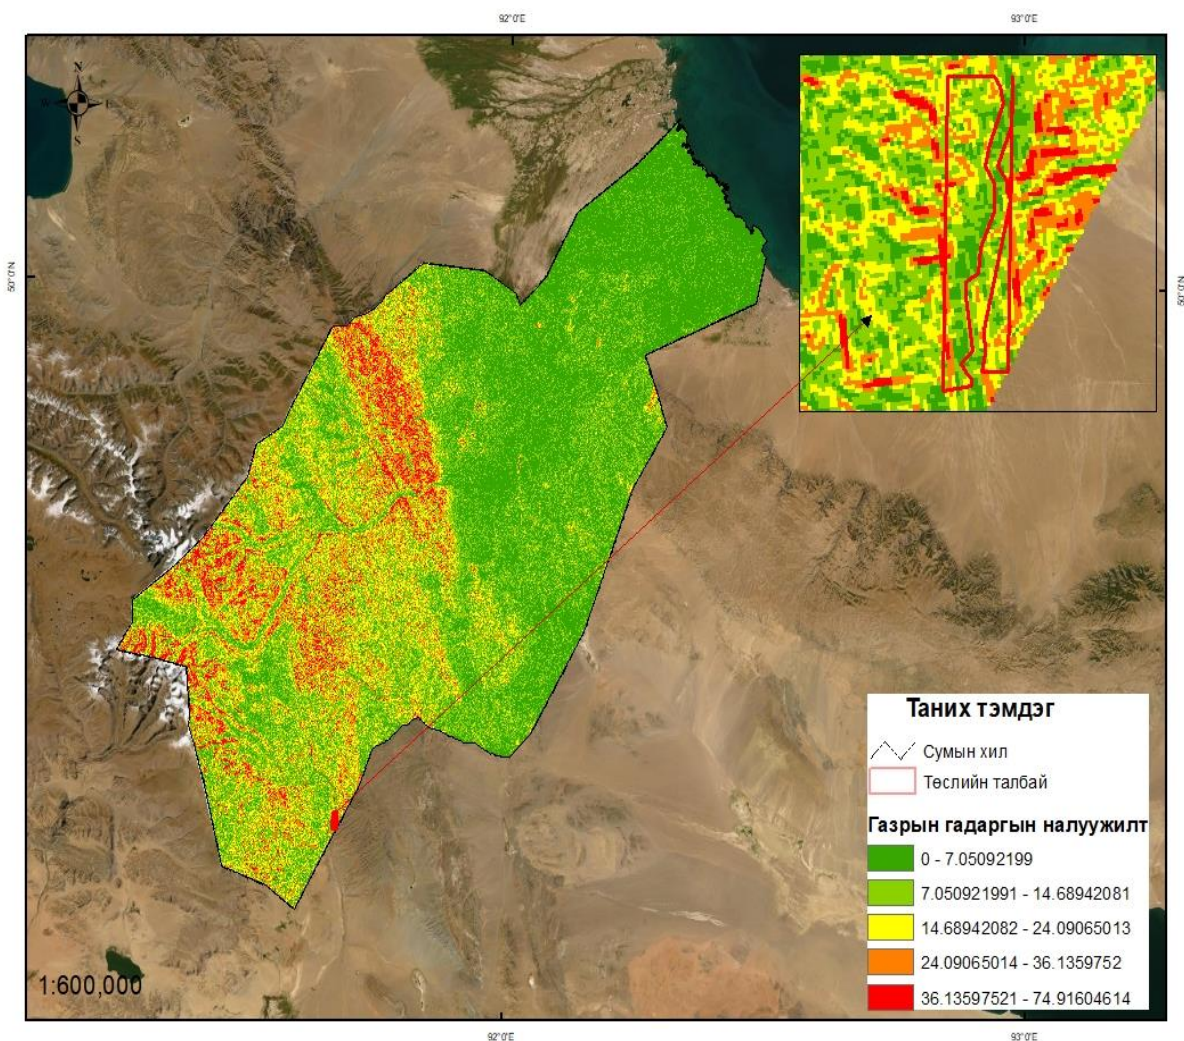 92°0'E
93°0'E
N
W
E
S
50°0'N
50°0'N
Таних тэмдэг
Сумын хил
Төслийн талбай
Газрын гадаргын налуужилт
0 - 7.05092199
7.050921991 - 14.68942081
14.68942082 - 24.09065013
24.09065014 - 36.1359752
36.13597521 - 74.91604614
1:600,000
92°0'E
93°0'E